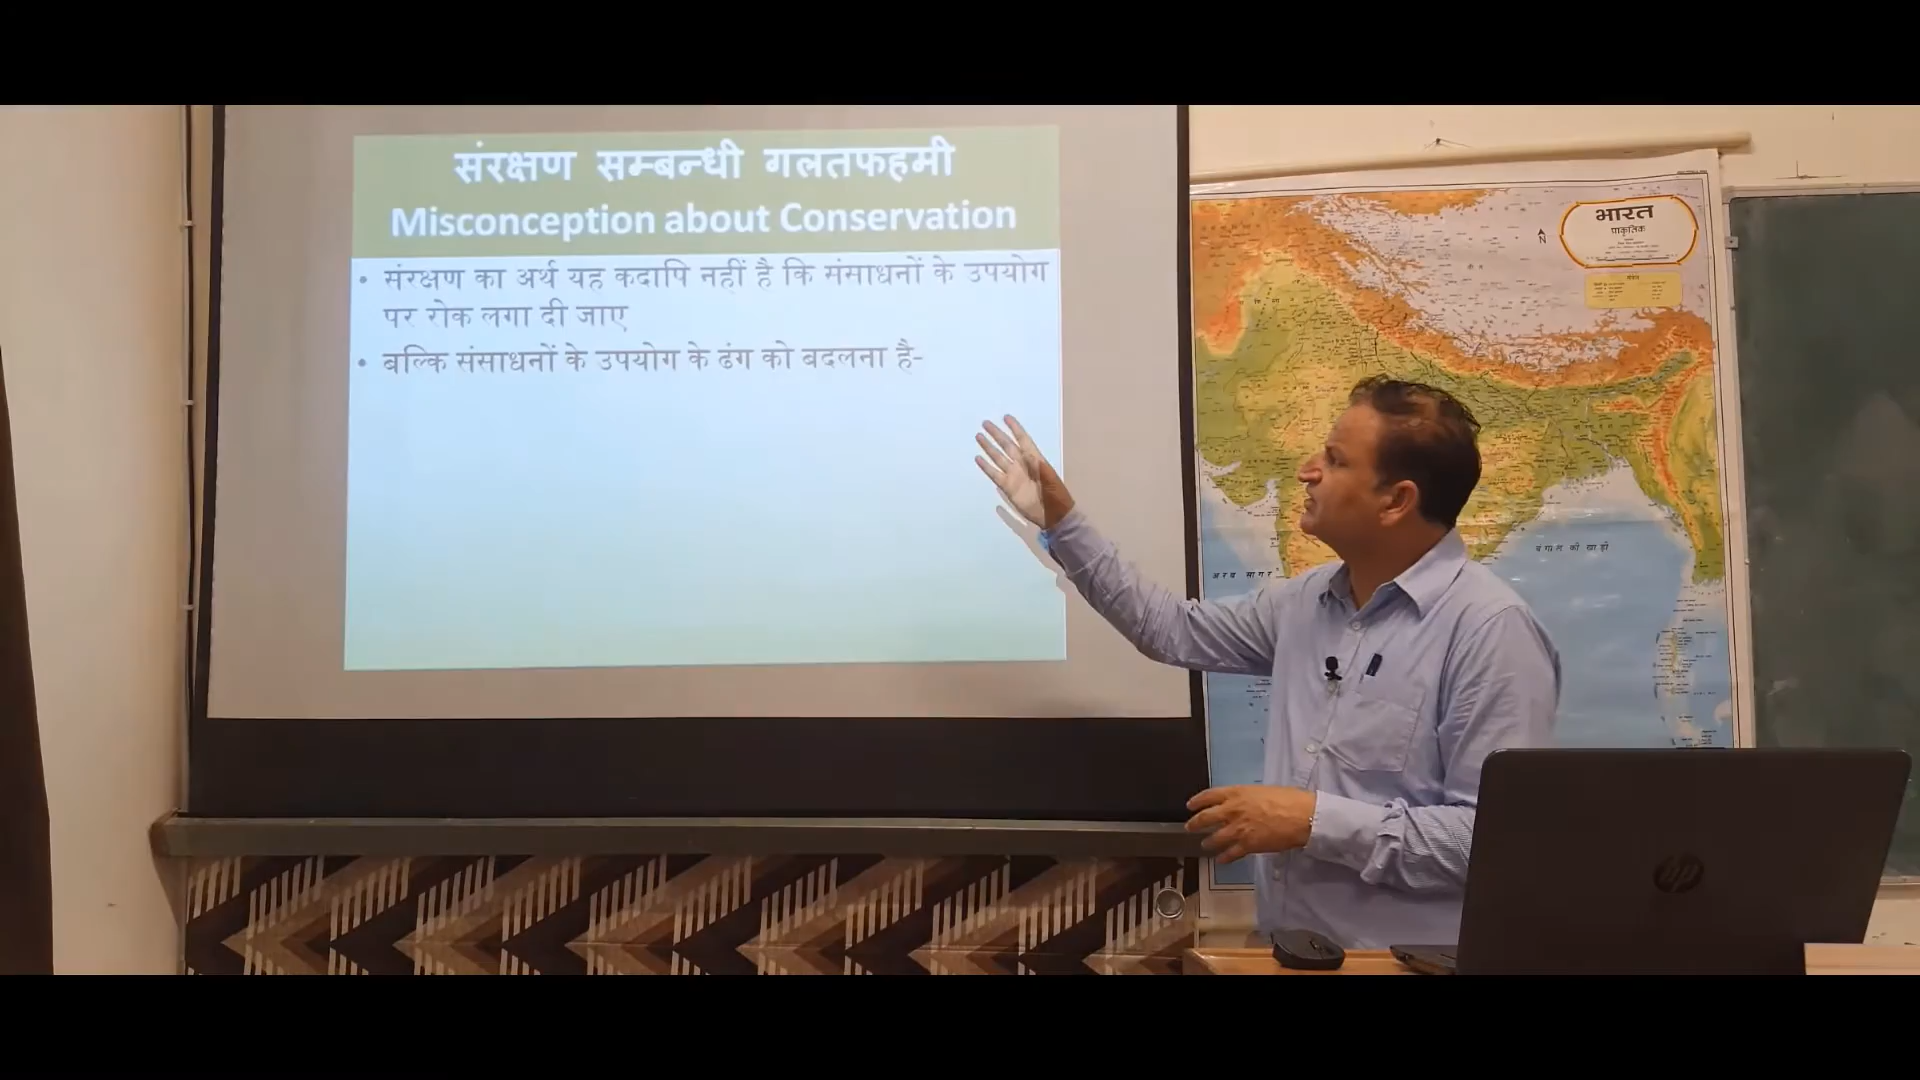 संरक्षण सम्बन्धी गलतफहमी
Misconception about Conservation
• संरक्षण का अर्थ यह कदापि नहीं है कि संसाधनों के उपयोग
पर रोक लगा दी जाए
• बल्कि संसाधनों के उपयोग के ढंग को बदलना है-
भारत
प्राकृतिक
N
बंगाल की खाड़ी
अरब सागर
hp